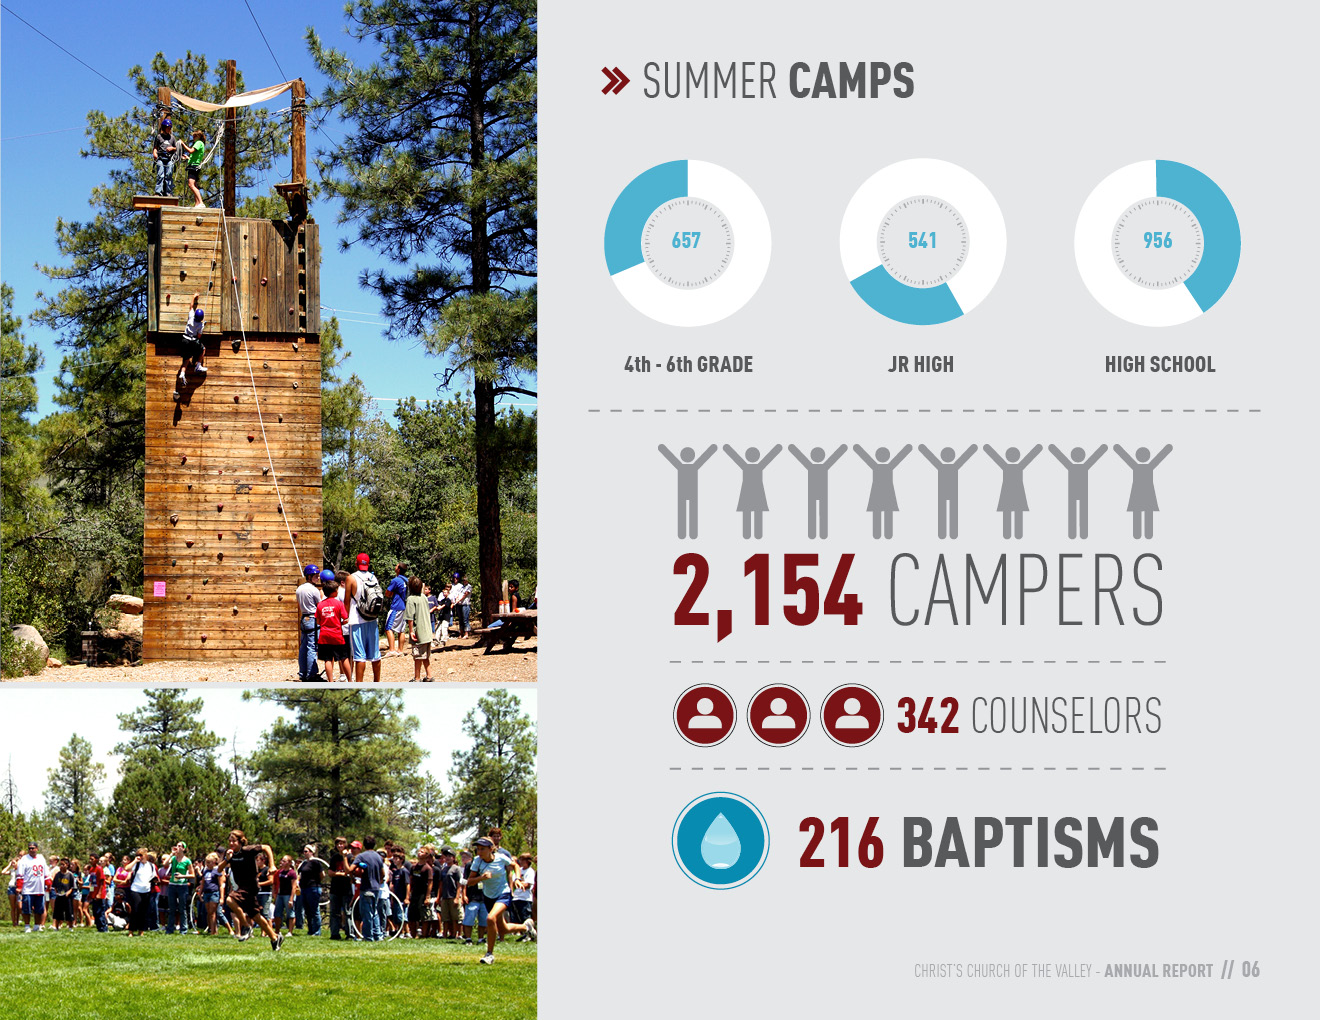 SUMMER CAMPS
657
541
956
4th - 6th GRADE
JR HIGH
HIGH SCHOOL
2,154 CAMPERS
342 COUNSELORS
216 BAPTISMS
CHRIST'S CHURCH OF THE VALLEY - ANNUAL REPORT // 06